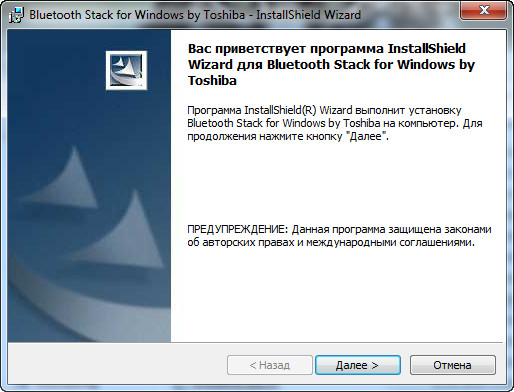 Bluetooth Stack for Windows by Toshiba - InstallShield Wizard
Вас приветствует программа InstallShield
Wizard для Bluetooth Stack for Windows by
Toshiba
Программа InstallShield(R) Wizard выполнит установку
Bluetooth Stack for Windows by Toshiba на компьютер. Для
продолжения нажмите кнопку "Далее".
ПРЕДУПРЕЖДЕНИЕ: Данная программа защищена законами
об авторских правах и международными соглашениями.
< Назад
Далее >
Отмена